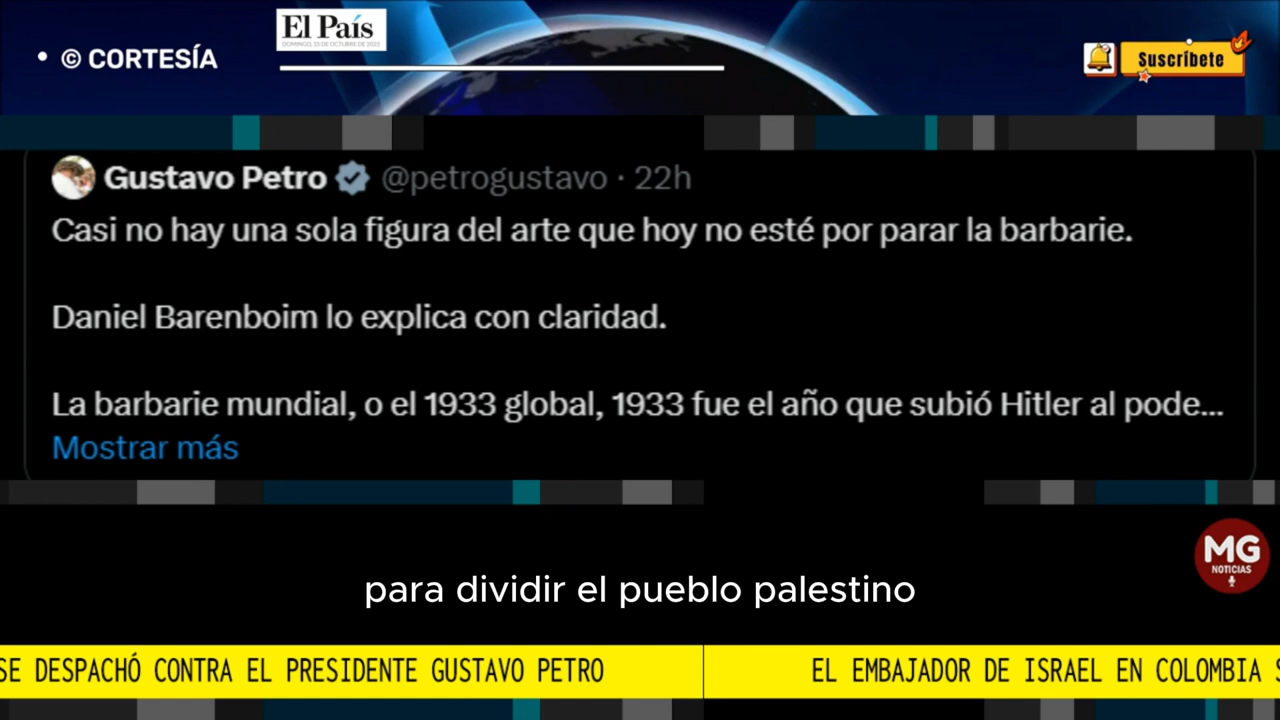 • © CORTESÍA
El País
DOMINGO, 15 DE OCTUBRE DE 2023
Suscríbete
Gustavo Petro @petrogustavo · 22h
Casi no hay una sola figura del arte que hoy no esté por parar la barbarie.
Daniel Barenboim lo explica con claridad.
La barbarie mundial, o el 1933 global, 1933 fue el año que subió Hitler al pode...
Mostrar más
MG
NOTICIAS
para dividir el pueblo palestino
SE DESPACHÓ CONTRA EL PRESIDENTE GUSTAVO PETRO
EL EMBAJADOR DE ISRAEL EN COLOMBIA S